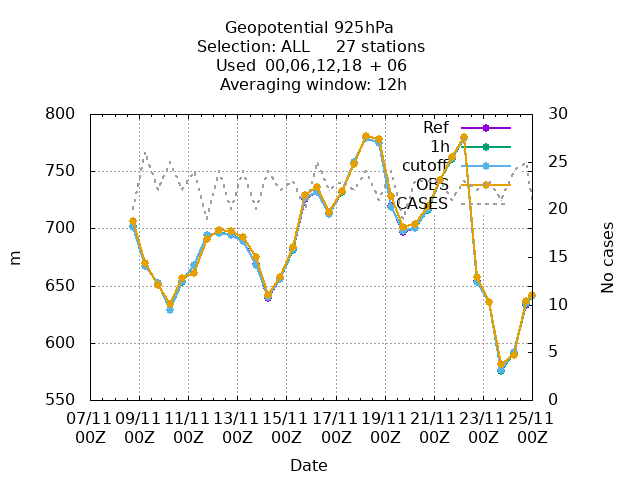 Geopotential 925hPa
Selection: ALL 27 stations
Used 00,06,12,18 + 06
Averaging window: 12h
800 30
Ref
1h
cutoff
OBS
CASES
750 25
700 20
m
No cases
650 15
10
600
5
550 0
07/11 09/11 11/11 13/11 15/11 17/11 19/11 21/11 23/11 25/11
00Z 00Z 00Z 00Z 00Z 00Z 00Z 00Z 00Z 00Z
Date